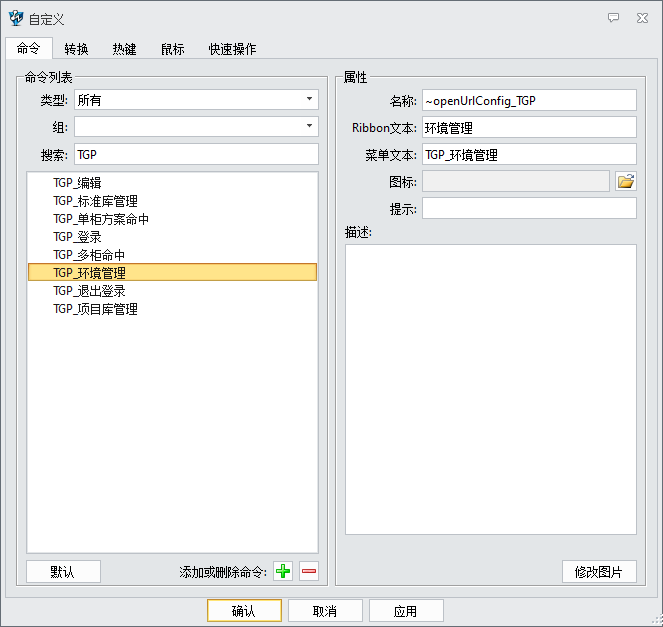 自定义
命令 转换 热键 鼠标 快速操作
命令列表
类型: 所有
组:
搜索: TGP
TGP_编辑
TGP_标准库管理
TGP_单柜方案命中
TGP_登录
TGP_多柜命中
TGP_环境管理
TGP_退出登录
TGP_项目库管理
默认
添加或删除命令:
属性
名称: ~openUrlConfig_TGP
Ribbon文本: 环境管理
菜单文本: TGP_环境管理
图标:
提示:
描述:
修改图片
确认 取消 应用